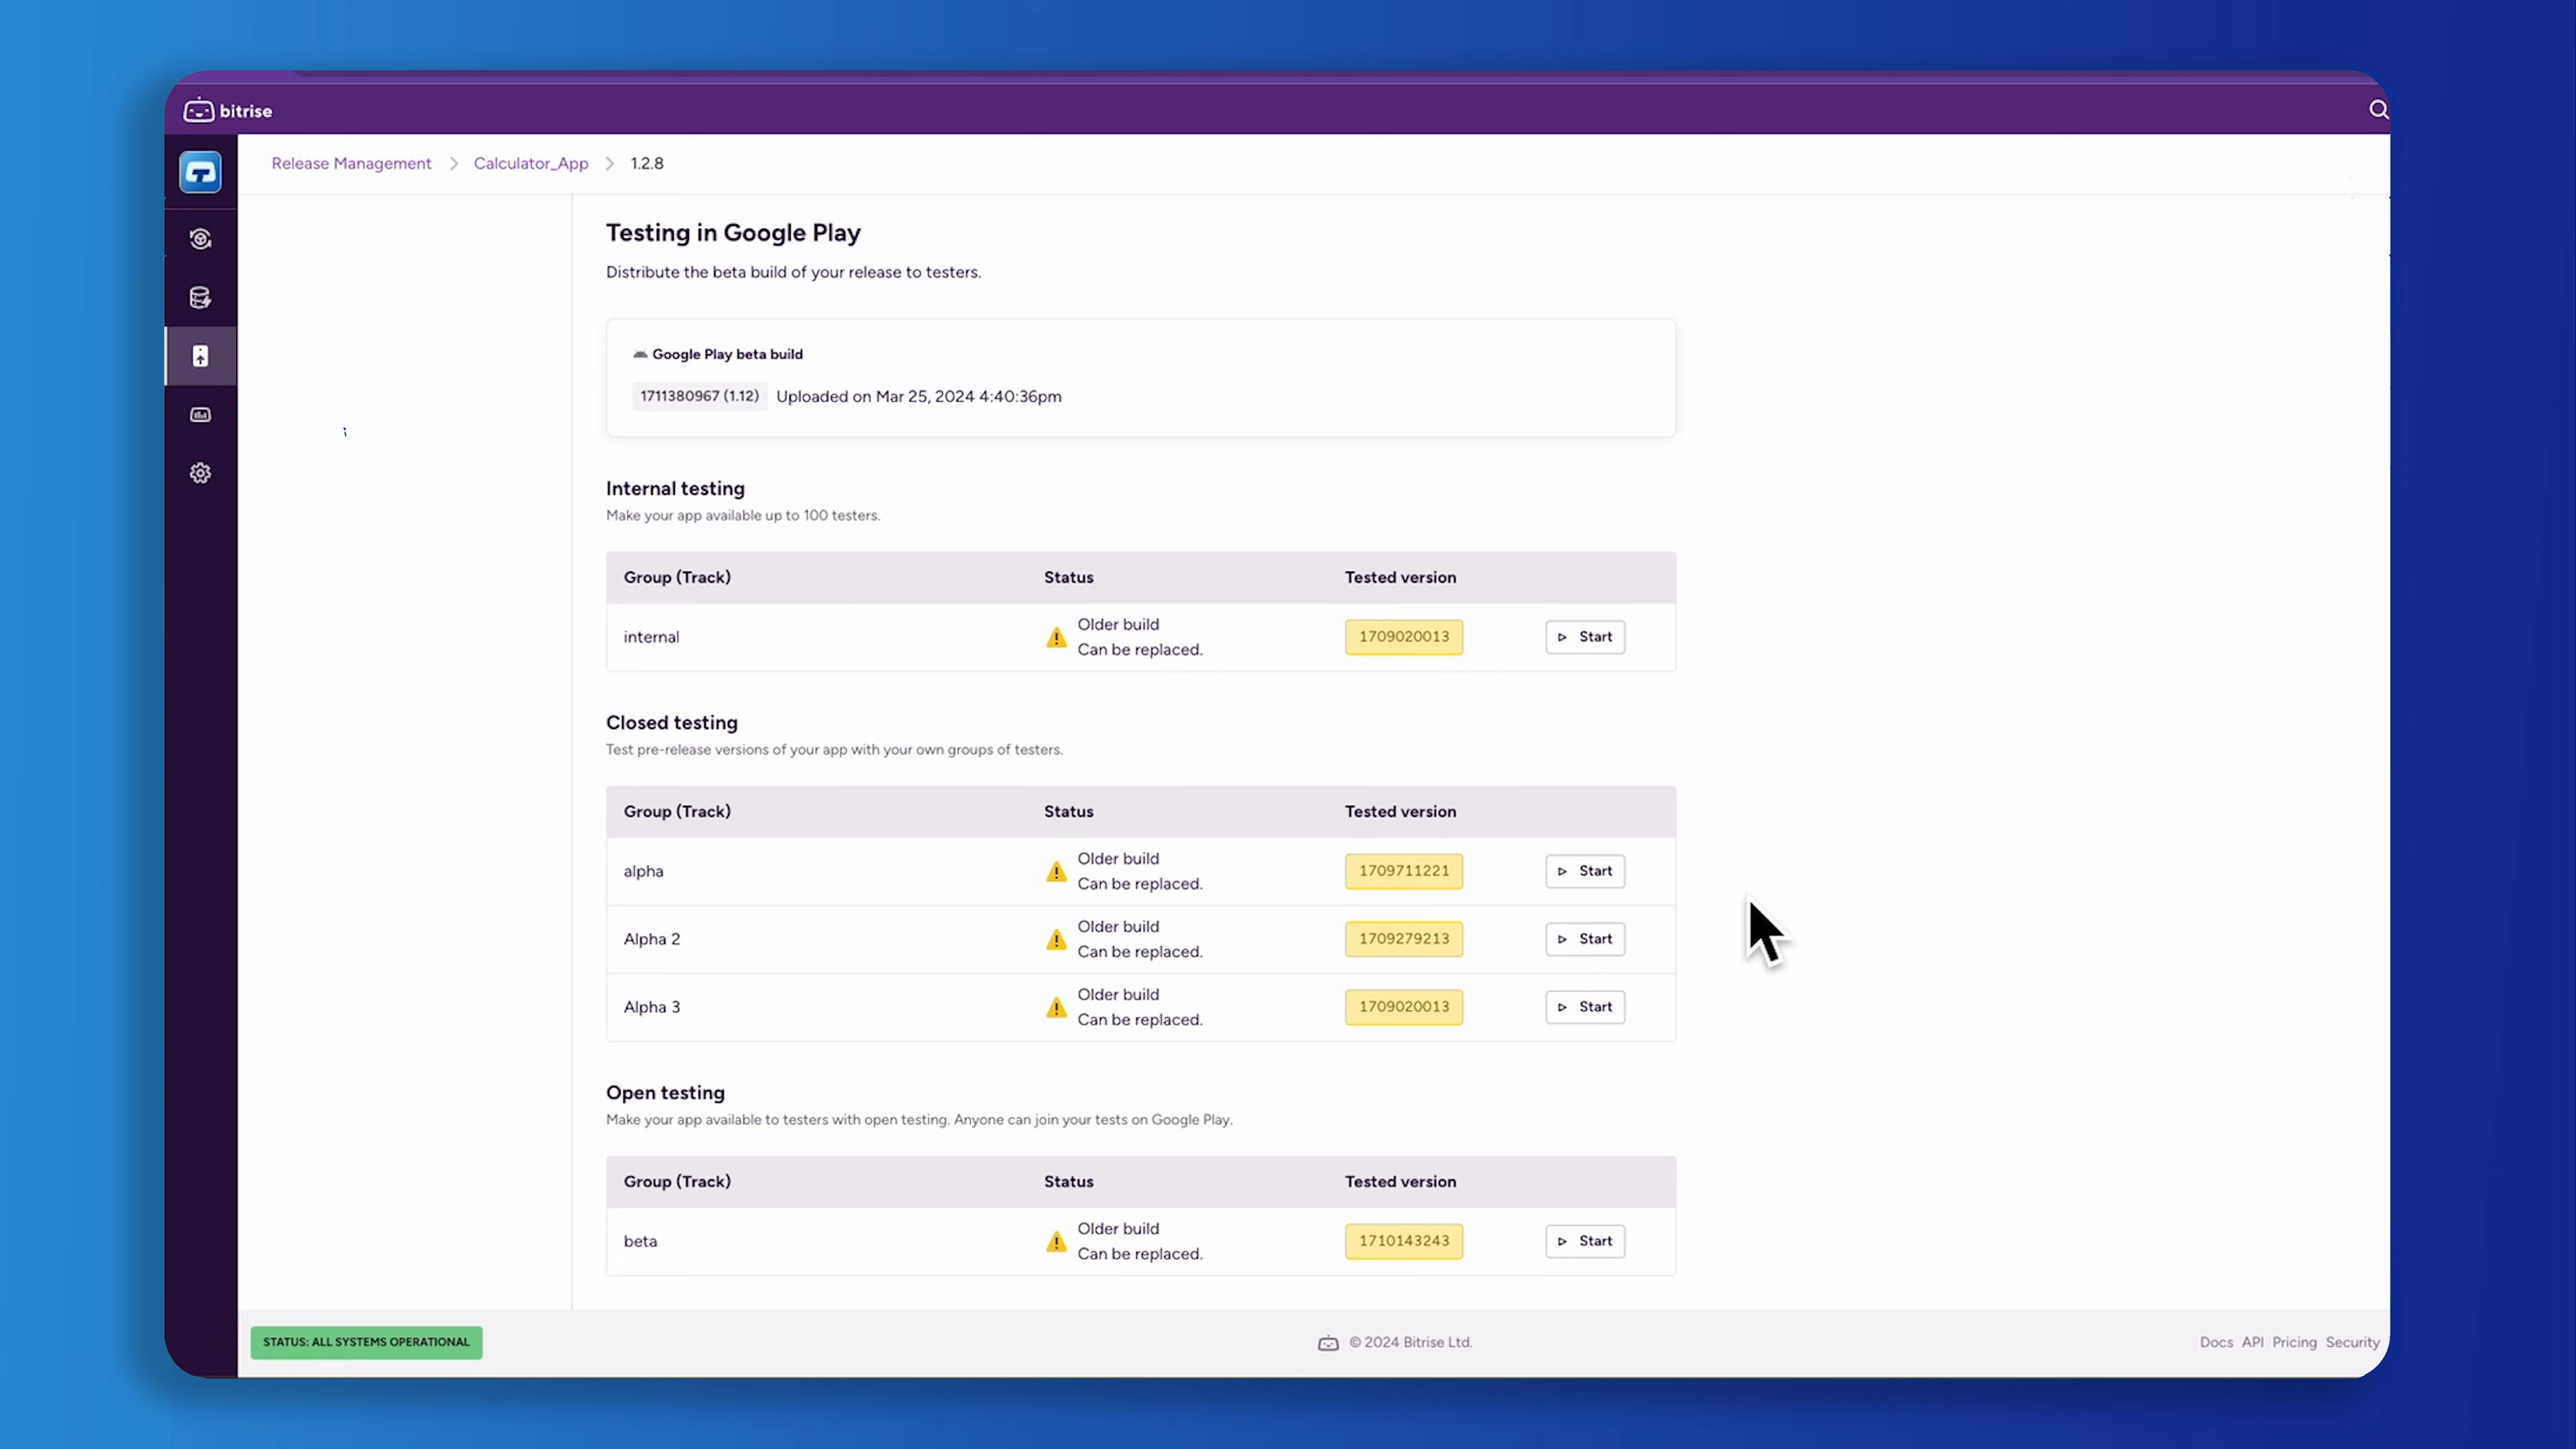 bitrise
Release Management > Calculator_App > 1.2.8
Testing in Google Play
Distribute the beta build of your release to testers.
Google Play beta build
1711380967 (1.12) Uploaded on Mar 25, 2024 4:40:36pm
Internal testing
Make your app available up to 100 testers.
Group (Track) Status Tested version
internal Older build Can be replaced. 1709020013 Start
Closed testing
Test pre-release versions of your app with your own groups of testers.
Group (Track) Status Tested version
alpha Older build Can be replaced. 1709711221 Start
Alpha 2 Older build Can be replaced. 1709279213 Start
Alpha 3 Older build Can be replaced. 1709020013 Start
Open testing
Make your app available to testers with open testing. Anyone can join your tests on Google Play.
Group (Track) Status Tested version
beta Older build Can be replaced. 1710143243 Start
STATUS: ALL SYSTEMS OPERATIONAL © 2024 Bitrise Ltd. Docs API Pricing Security